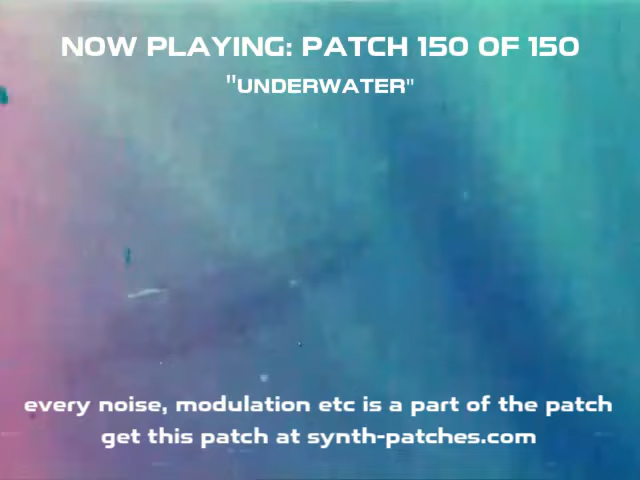 NOW PLAYING: PATCH 150 OF 150
"UNDERWATER"
every noise, modulation etc is a part of the patch
get this patch at synth-patches.com